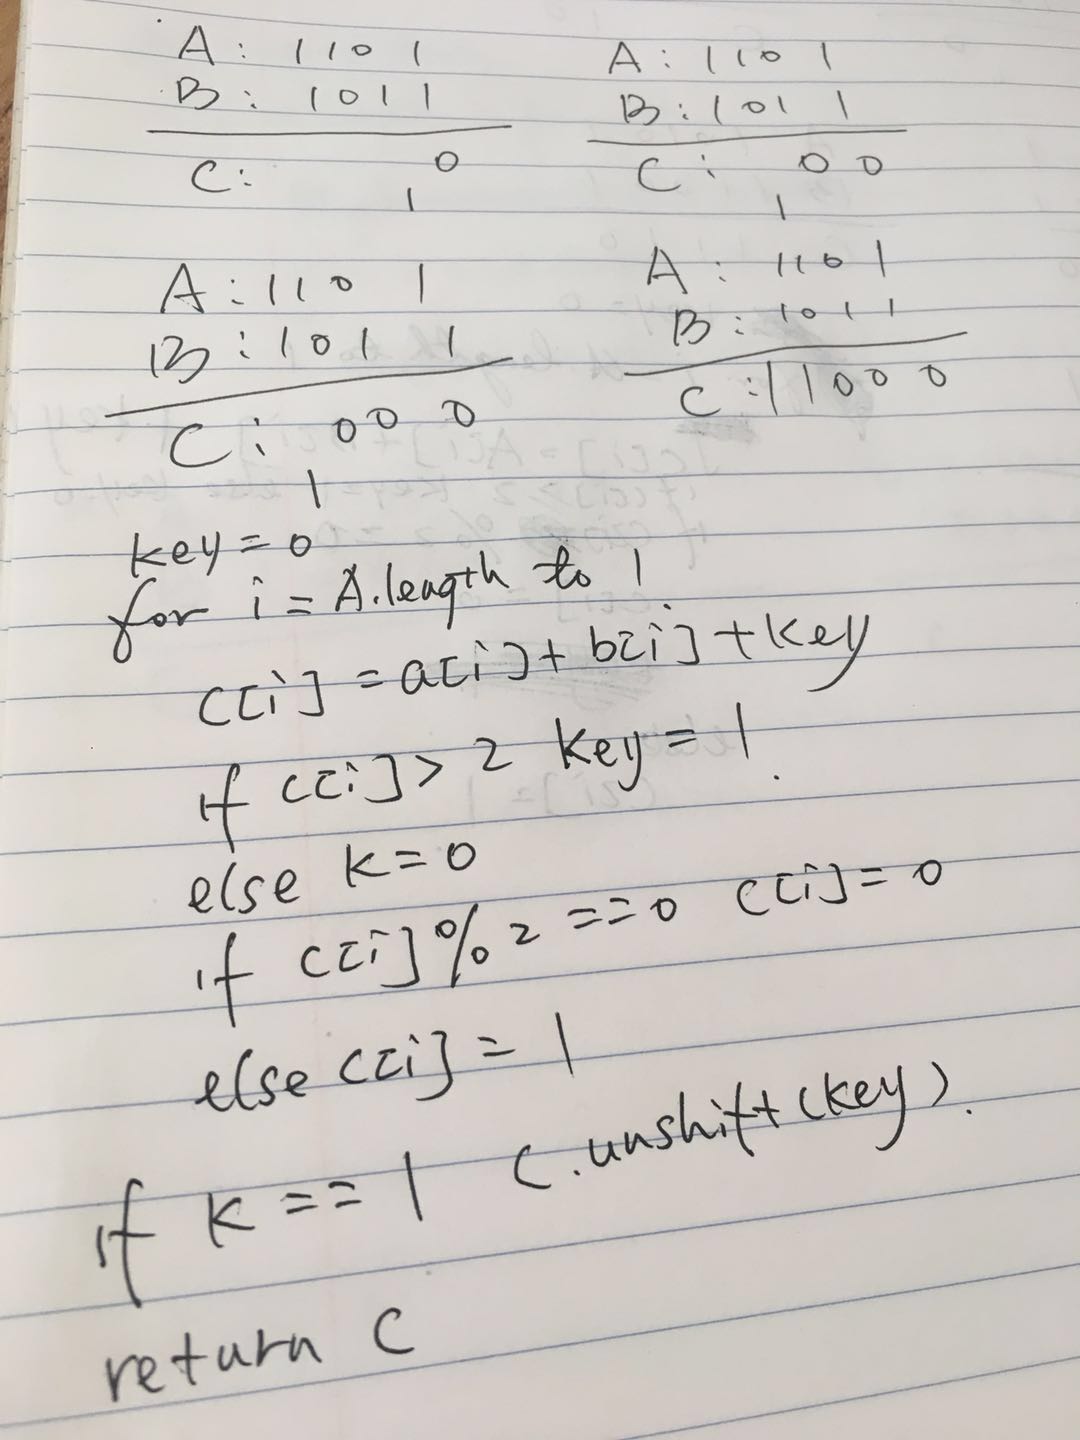 A: 1101
B: 1011
C: 0
1
A: 1101
B: 1011
C: 00
1
A: 1101
B: 1011
C: 000
1
A: 1101
B: 1011
C: 11000
key=0
for i = A.length to 1
C[i] = a[i] + b[i] + key
if C[i] > 2 key = 1.
else k=0
if C[i] % 2 == 0 C[i] = 0
else C[i] = 1
if k == 1 C.unshift(key).
return C